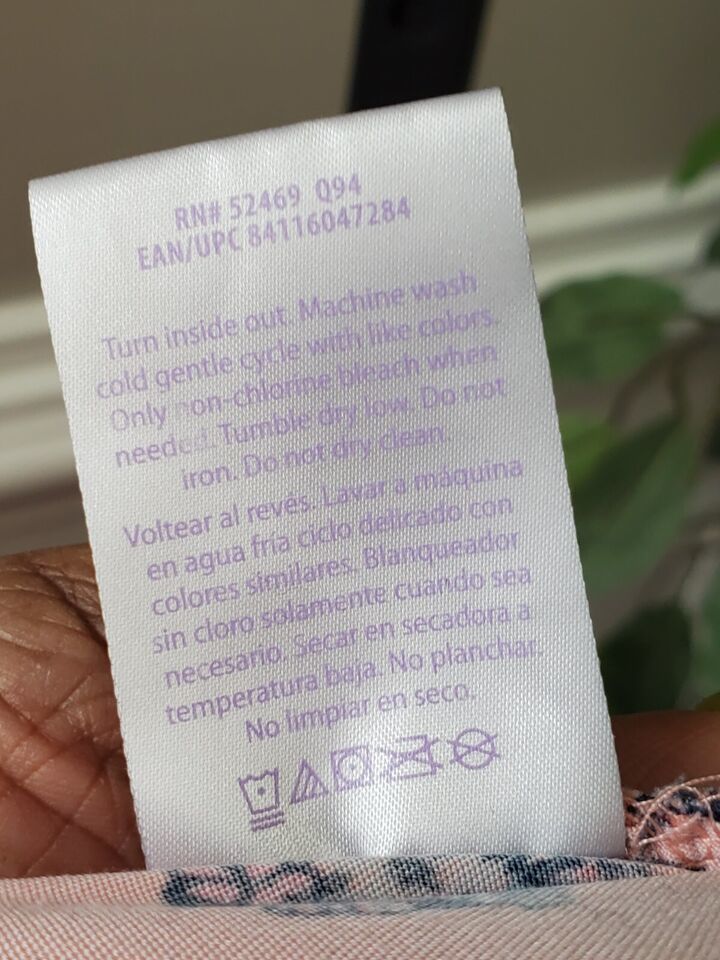 RN# 52469 Q94
EAN/UPC 84116047284
Turn inside out. Machine wash
cold gentle cycle with like colors.
Only non-chlorine bleach when
needed. Tumble dry low. Do not
iron. Do not dry clean.
Voltear al revés. Lavar a máquina
en agua fría ciclo delicado con
colores similares. Blanqueador
sin cloro solamente cuando sea
necesario. Secar en secadora a
temperatura baja. No planchar.
No limpiar en seco.